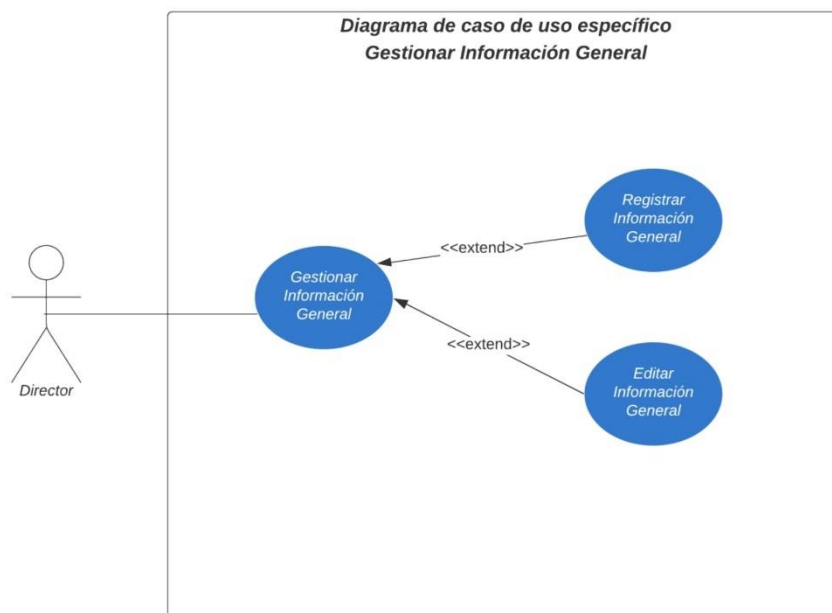 Diagrama de caso de uso específico
Gestionar Información General
Registrar
Información
General
<<extend>>
Gestionar
Información
General
<<extend>>
Editar
Información
General
Director